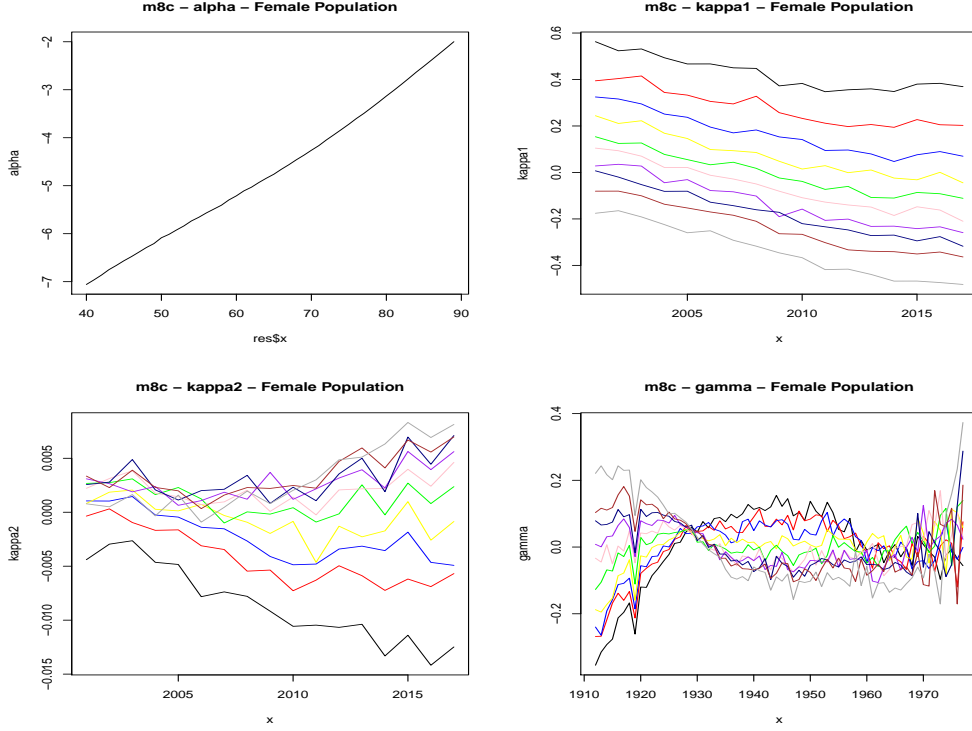 m8c − alpha − Female Population
alpha
-2
-3
-4
-5
-6
-7
40 50 60 70 80 90
res$x
m8c − kappa1 − Female Population
kappa1
0.6
0.4
0.2
0.0
-0.2
-0.4
2005 2010 2015
x
m8c − kappa2 − Female Population
kappa2
0.005
0.000
-0.005
-0.010
-0.015
2005 2010 2015
x
m8c − gamma − Female Population
gamma
0.4
0.2
0.0
-0.2
1910 1920 1930 1940 1950 1960 1970
x